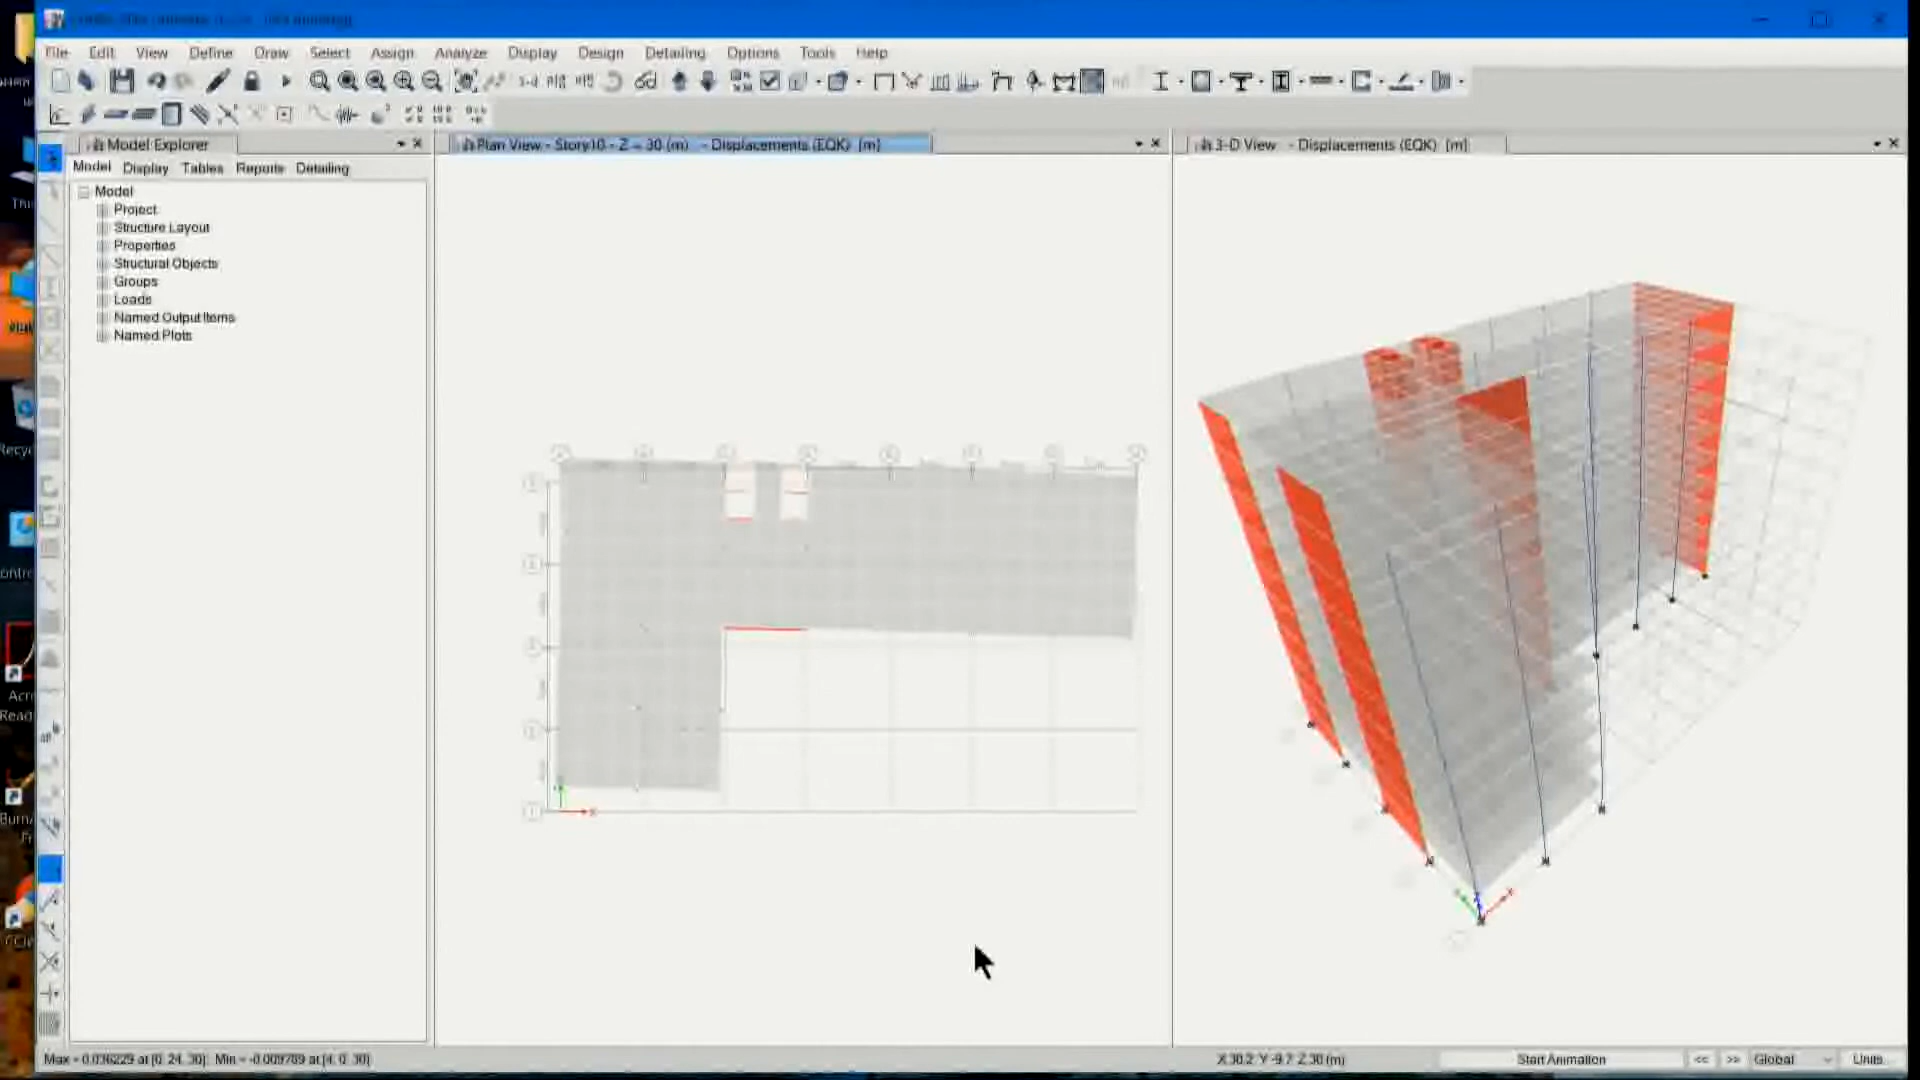 File Edit View Define Draw Select Assign Analyze Display Design Detailing Options Tools Help
Model Explorer
Plan View - Story10 - Z = 30 (m) - Displacements (EQK) [m]
3-D View - Displacements (EQK) [m]
Model Display Tables Reports Detailing
Model
Project
Structure Layout
Properties
Structural Objects
Groups
Loads
Named Output Items
Named Plots
X
Max = 0.036229 at [0, 24, 30]; Min = -0.009789 at [4, 0, 30]
X 30.2 Y -9.7 Z 30 (m)
Start Animation
<< >>
Global
Units...